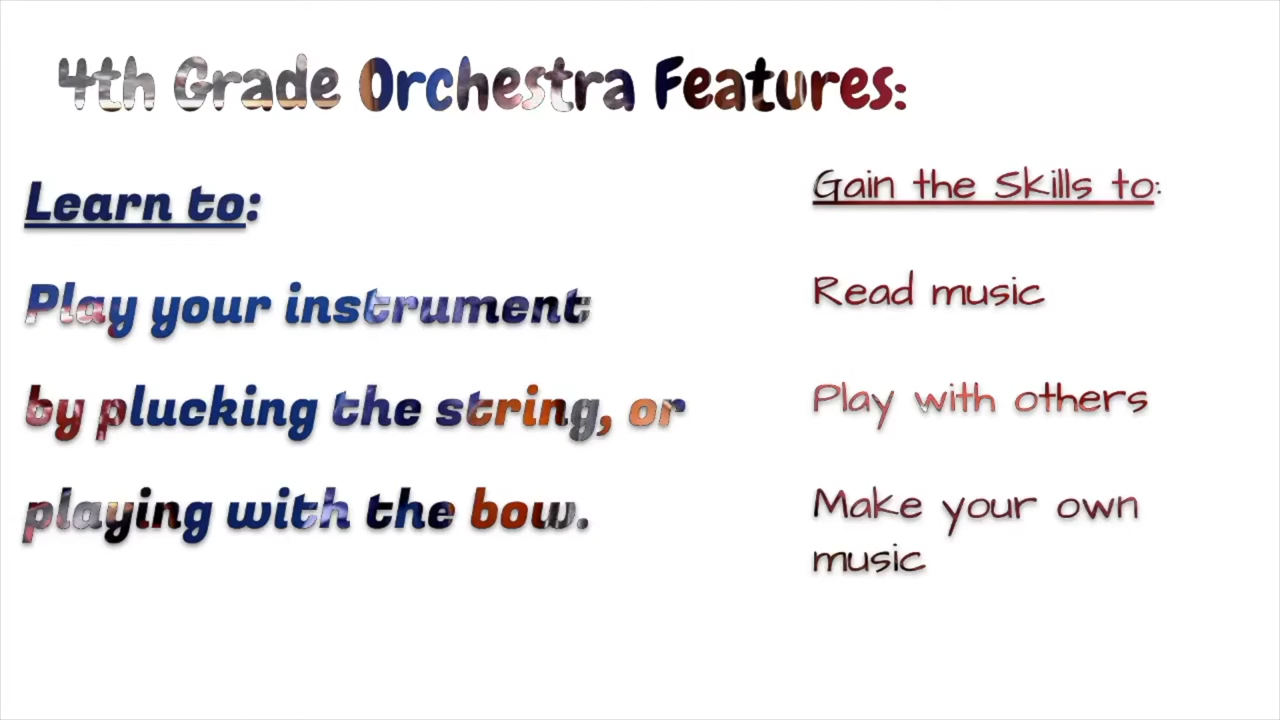 4th Grade Orchestra Features:
Learn to:
Play your instrument
by plucking the string, or
playing with the bow.
Gain the Skills to:
Read music
Play with others
Make your own
music